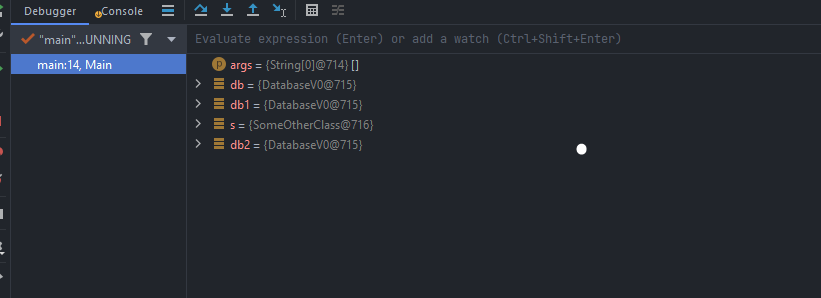 Debugger Console
"main"...UNNING
Evaluate expression (Enter) or add a watch (Ctrl+Shift+Enter)
main:14, Main
p args = {String[0]@714} []
db = {DatabaseV0@715}
db1 = {DatabaseV0@715}
s = {SomeOtherClass@716}
db2 = {DatabaseV0@715}